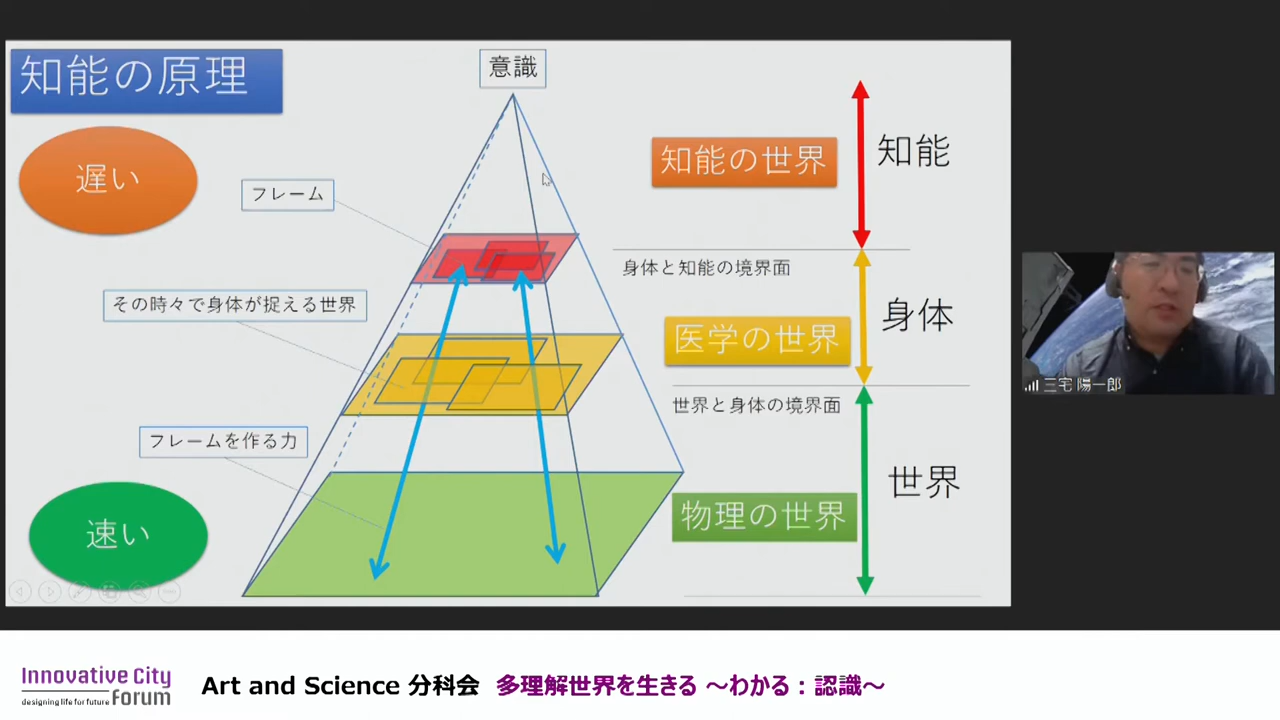 知能の原理
意識
遅い
フレーム
知能の世界
知能
身体と知能の境界面
その時々で身体が捉える世界
医学の世界
身体
世界と身体の境界面
フレームを作る力
速い
物理の世界
世界
三宅 陽一郎
Innovative City
designing life for future Forum
Art and Science 分科会 多理解世界を生きる ～わかる：認識～